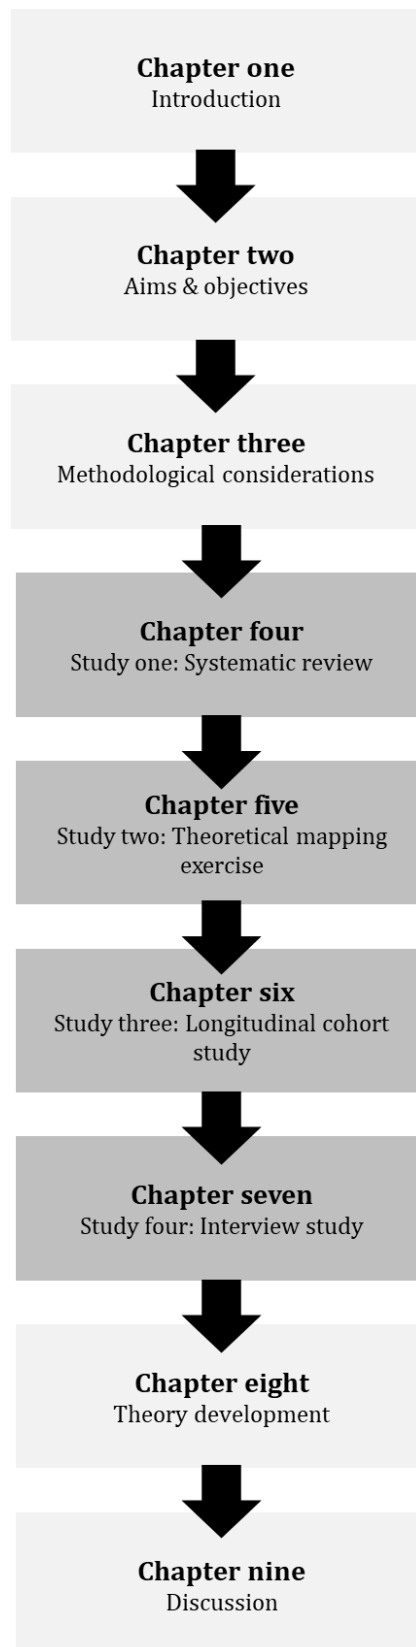 Chapter one
Introduction
Chapter two
Aims & objectives
Chapter three
Methodological considerations
Chapter four
Study one: Systematic review
Chapter five
Study two: Theoretical mapping
exercise
Chapter six
Study three: Longitudinal cohort
study
Chapter seven
Study four: Interview study
Chapter eight
Theory development
Chapter nine
Discussion